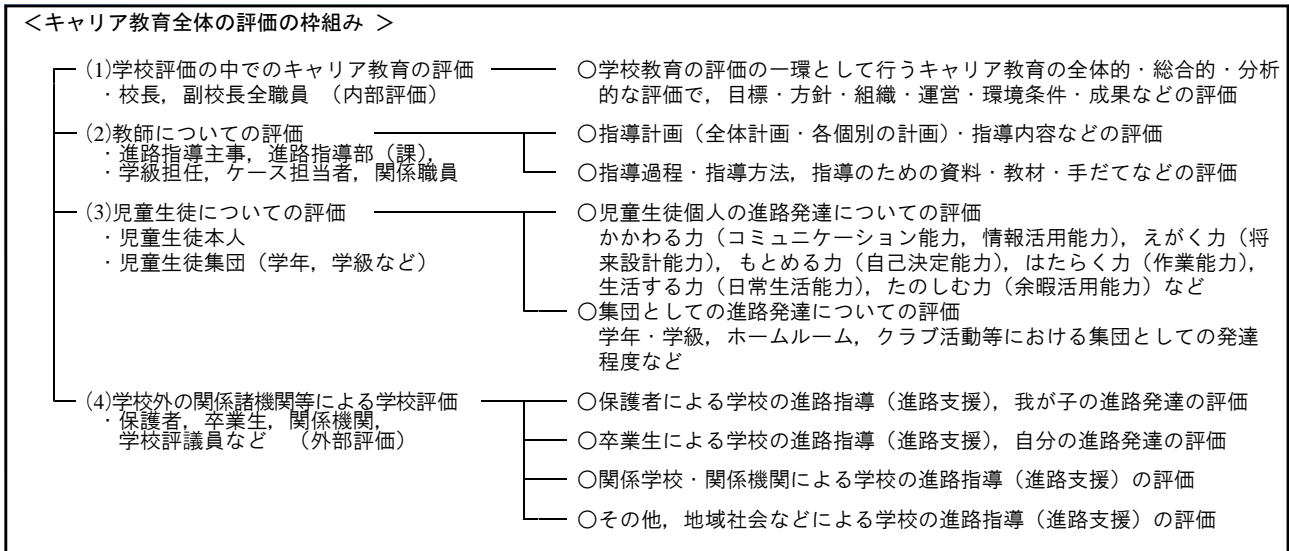 ＜キャリア教育全体の評価の枠組み ＞
(1)学校評価の中でのキャリア教育の評価
・校長，副校長全職員 （内部評価）
○学校教育の評価の一環として行うキャリア教育の全体的・総合的・分析
的な評価で，目標・方針・組織・運営・環境条件・成果などの評価
(2)教師についての評価
・進路指導主事，進路指導部（課），
・学級担任，ケース担当者，関係職員
○指導計画（全体計画・各個別の計画）・指導内容などの評価
○指導過程・指導方法，指導のための資料・教材・手だてなどの評価
(3)児童生徒についての評価
・児童生徒本人
・児童生徒集団（学年，学級など）
○児童生徒個人の進路発達についての評価
かかわる力（コミュニケーション能力，情報活用能力），えがく力（将
来設計能力），もとめる力（自己決定能力），はたらく力（作業能力），
生活する力（日常生活能力），たのしむ力（余暇活用能力）など
○集団としての進路発達についての評価
学年・学級，ホームルーム，クラブ活動等における集団としての発達
程度など
(4)学校外の関係諸機関等による学校評価
・保護者，卒業生，関係機関，
学校評議員など （外部評価）
○保護者による学校の進路指導（進路支援），我が子の進路発達の評価
○卒業生による学校の進路指導（進路支援），自分の進路発達の評価
○関係学校・関係機関による学校の進路指導（進路支援）の評価
○その他，地域社会などによる学校の進路指導（進路支援）の評価